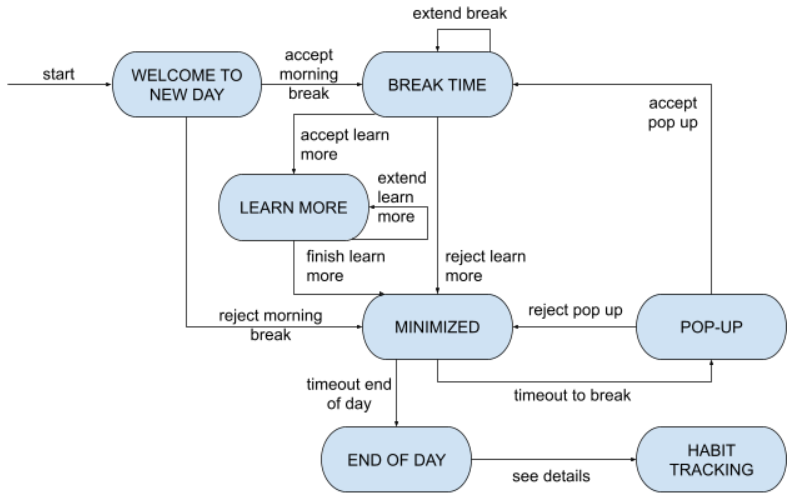 extend break
start
WELCOME TO
NEW DAY
accept
morning
break
BREAK TIME
accept
pop up
accept learn
more
extend
learn
more
LEARN MORE
finish learn
more
reject learn
more
reject morning
break
MINIMIZED
reject pop up
POP-UP
timeout end
of day
timeout to break
END OF DAY
see details
HABIT
TRACKING